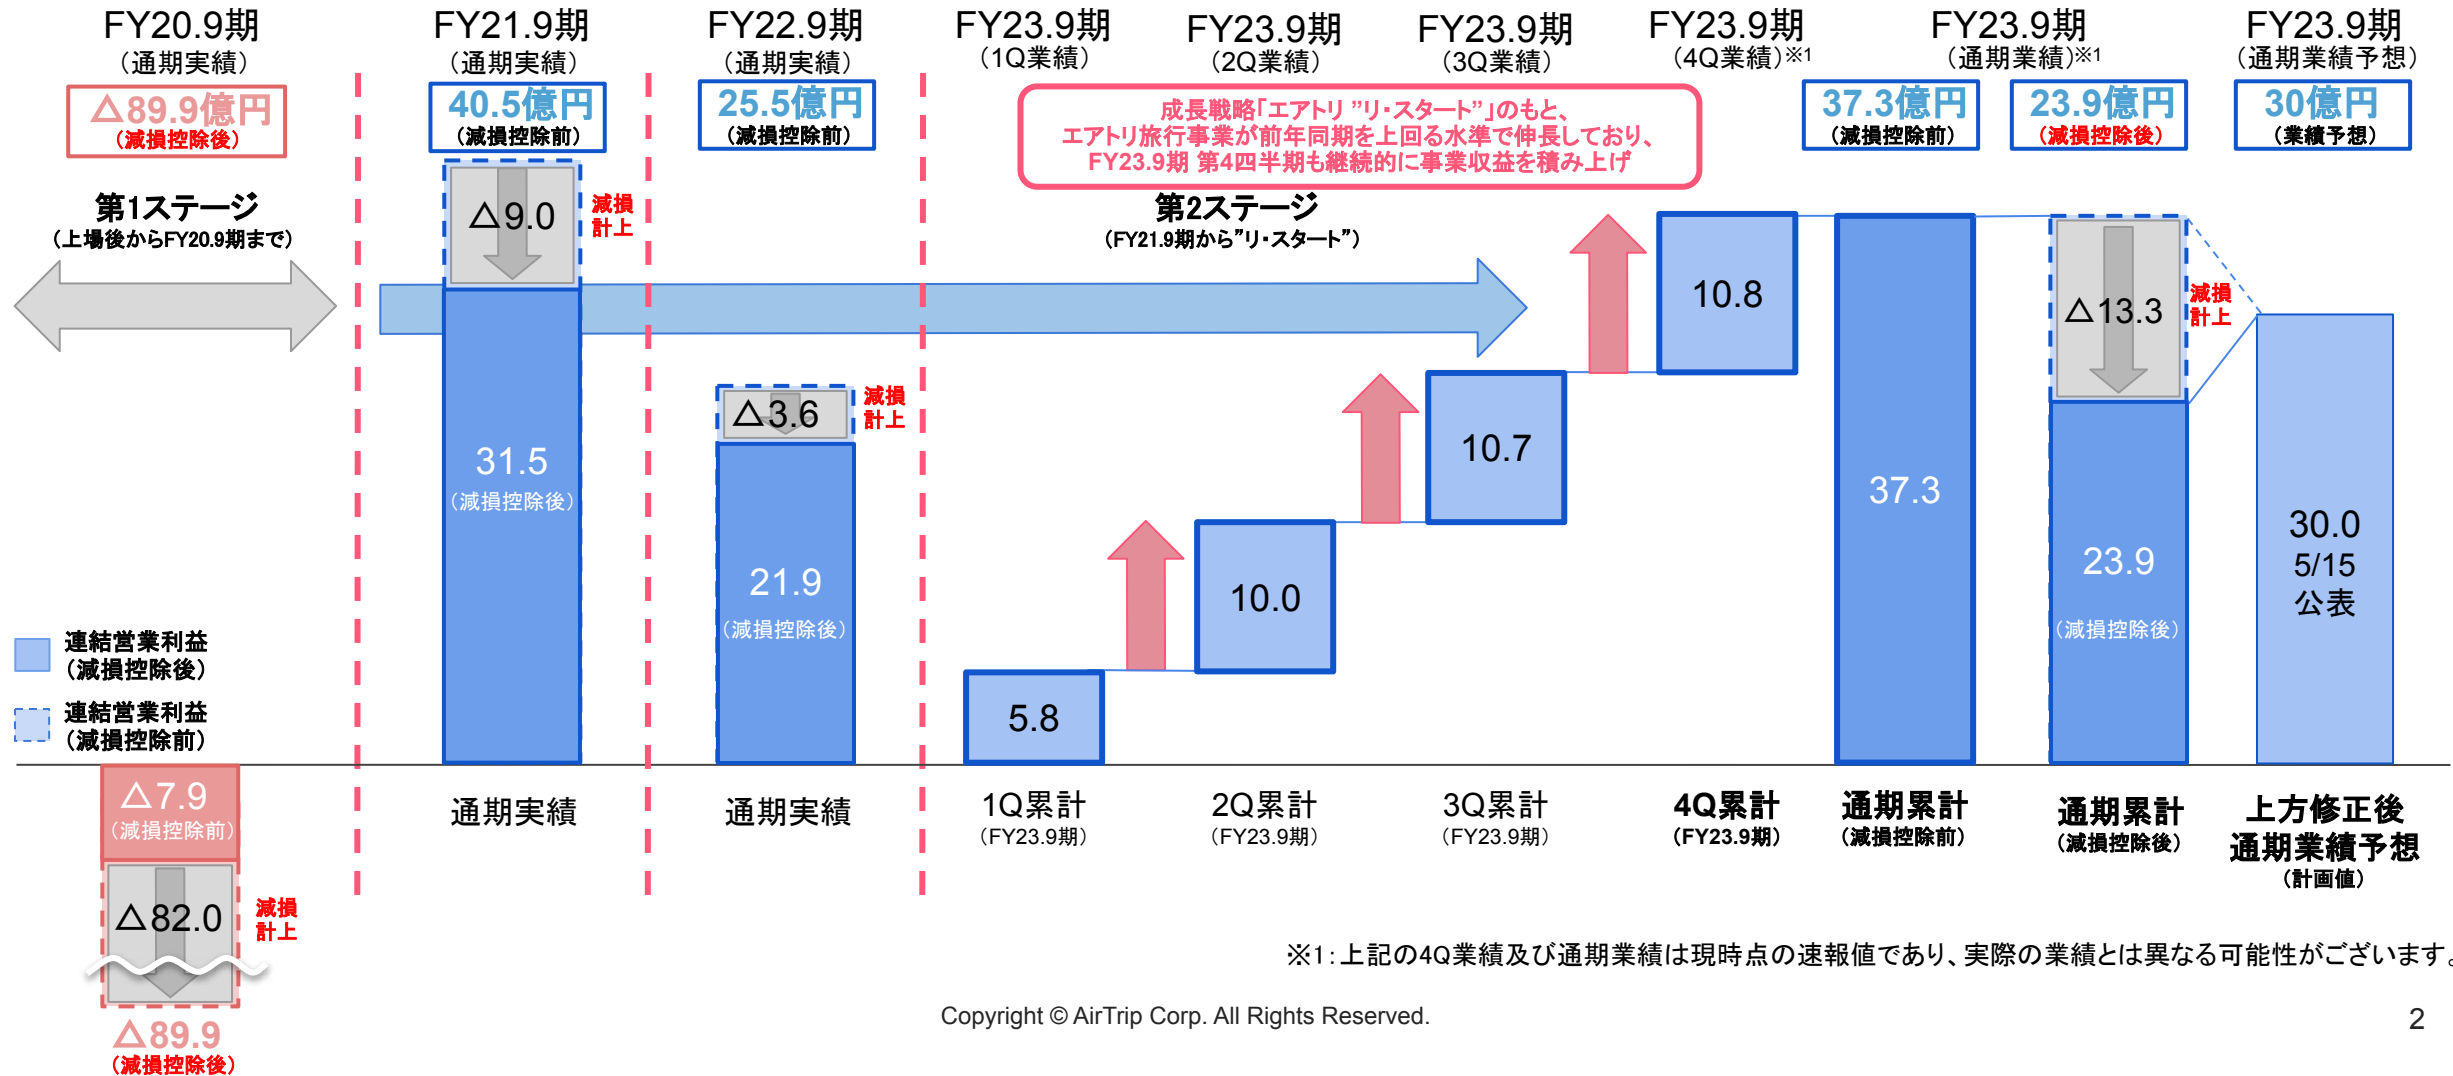 FY20.9期
（通期実績）
△89.9億円
（減損控除後）
FY21.9期
（通期実績）
40.5億円
（減損控除前）
FY22.9期
（通期実績）
25.5億円
（減損控除前）
FY23.9期
（1Q業績）
FY23.9期
（2Q業績）
FY23.9期
（3Q業績）
FY23.9期
（4Q業績）※1
FY23.9期
（通期業績）※1
37.3億円
（減損控除前）
23.9億円
（減損控除後）
FY23.9期
（通期業績予想）
30億円
（業績予想）
成長戦略「エアトリ ”リ・スタート”」のもと、
エアトリ旅行事業が前年同期を上回る水準で伸長しており、
FY23.9期 第4四半期も継続的に事業収益を積み上げ
第1ステージ
（上場後からFY20.9期まで）
第2ステージ
（FY21.9期から”リ・スタート”）
△9.0
減損
計上
31.5
（減損控除後）
△3.6
減損
計上
21.9
（減損控除後）
5.8
10.0
10.7
10.8
37.3
△13.3
減損
計上
23.9
（減損控除後）
30.0
5/15
公表
連結営業利益
（減損控除後）
連結営業利益
（減損控除前）
△7.9
（減損控除前）
△82.0
減損
計上
△89.9
（減損控除後）
通期実績
通期実績
1Q累計
（FY23.9期）
2Q累計
（FY23.9期）
3Q累計
（FY23.9期）
4Q累計
（FY23.9期）
通期累計
（減損控除前）
通期累計
（減損控除後）
上方修正後
通期業績予想
（計画値）
※1：上記の4Q業績及び通期業績は現時点の速報値であり、実際の業績とは異なる可能性がございます。
Copyright © AirTrip Corp. All Rights Reserved.
2